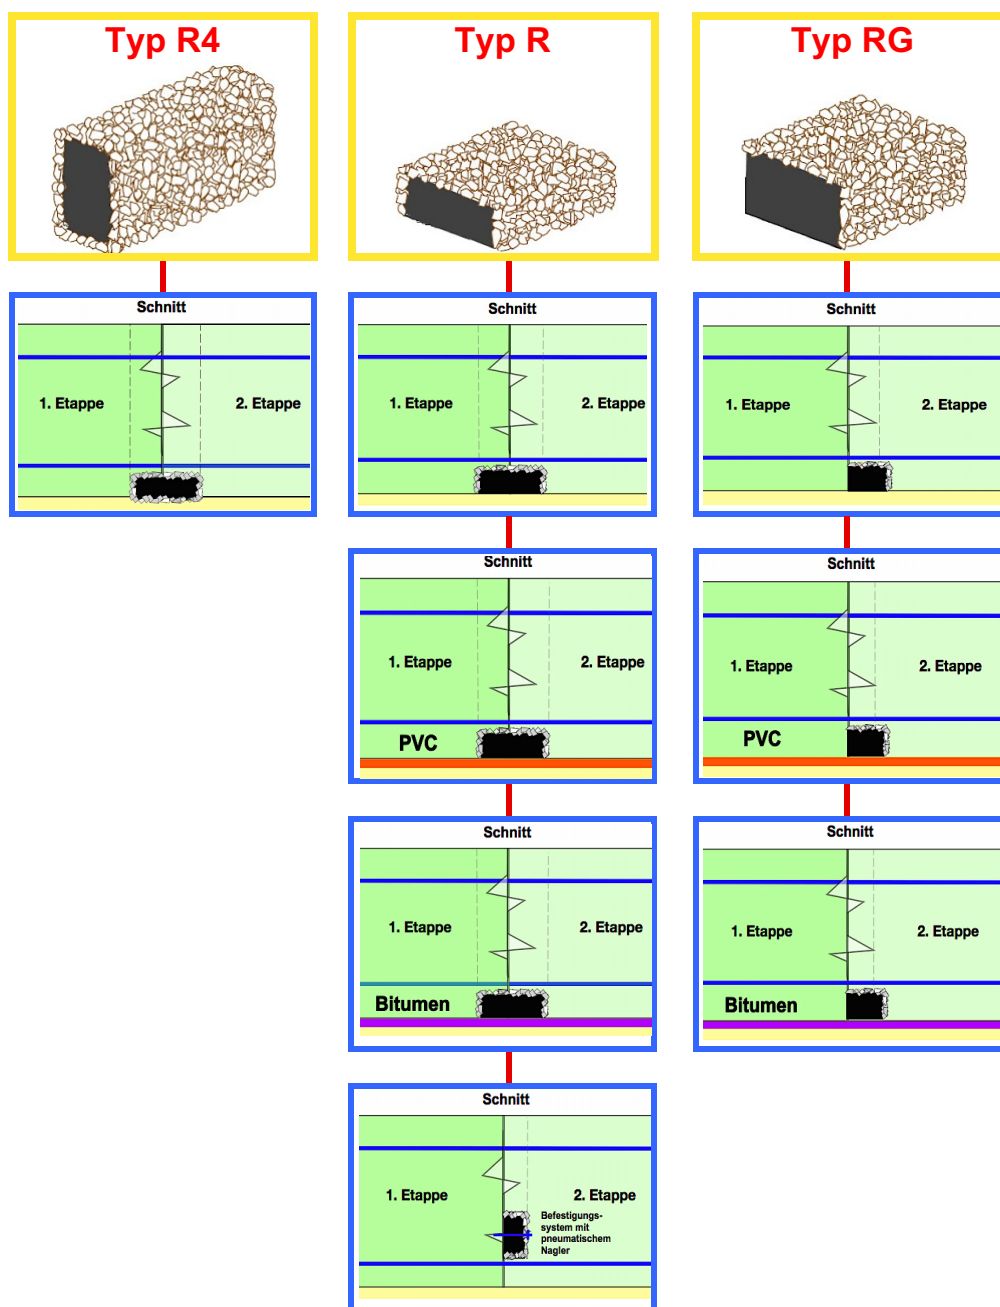 Typ R4
Typ R
Typ RG
Schnitt
1. Etappe
2. Etappe
Schnitt
1. Etappe
2. Etappe
Schnitt
1. Etappe
2. Etappe
Schnitt
1. Etappe
2. Etappe
PVC
Schnitt
1. Etappe
2. Etappe
PVC
Schnitt
1. Etappe
2. Etappe
Bitumen
Schnitt
1. Etappe
2. Etappe
Bitumen
Schnitt
1. Etappe
2. Etappe
Befestigungs-
system mit
pneumatischem
Nagler